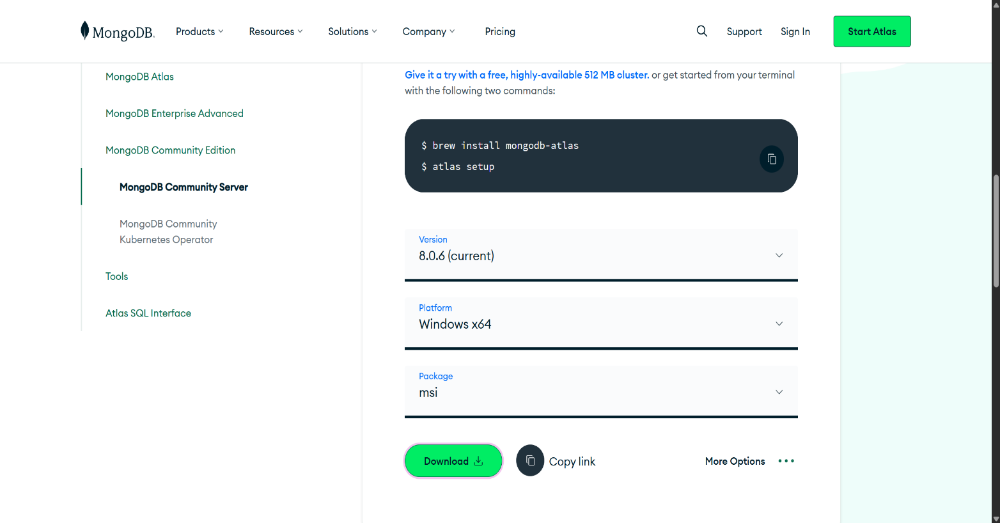 MongoDB.
Products
Resources
Solutions
Company
Pricing
Support
Sign In
Start Atlas
MongoDB Atlas
MongoDB Enterprise Advanced
MongoDB Community Edition
MongoDB Community Server
MongoDB Community
Kubernetes Operator
Tools
Atlas SQL Interface
Give it a try with a free, highly-available 512 MB cluster. or get started from your terminal
with the following two commands:
$ brew install mongodb-atlas
$ atlas setup
Version
8.0.6 (current)
Platform
Windows x64
Package
msi
Download
Copy link
More Options